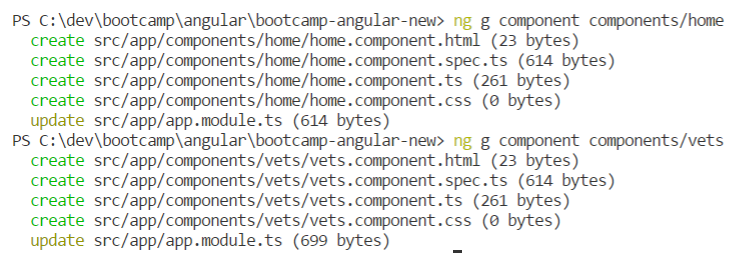 PS C:\dev\bootcamp\angular\bootcamp-angular-new> ng g component components/home
create src/app/components/home/home.component.html (23 bytes)
create src/app/components/home/home.component.spec.ts (614 bytes)
create src/app/components/home/home.component.ts (261 bytes)
create src/app/components/home/home.component.css (0 bytes)
update src/app/app.module.ts (614 bytes)
PS C:\dev\bootcamp\angular\bootcamp-angular-new> ng g component components/vets
create src/app/components/vets/vets.component.html (23 bytes)
create src/app/components/vets/vets.component.spec.ts (614 bytes)
create src/app/components/vets/vets.component.ts (261 bytes)
create src/app/components/vets/vets.component.css (0 bytes)
update src/app/app.module.ts (699 bytes)